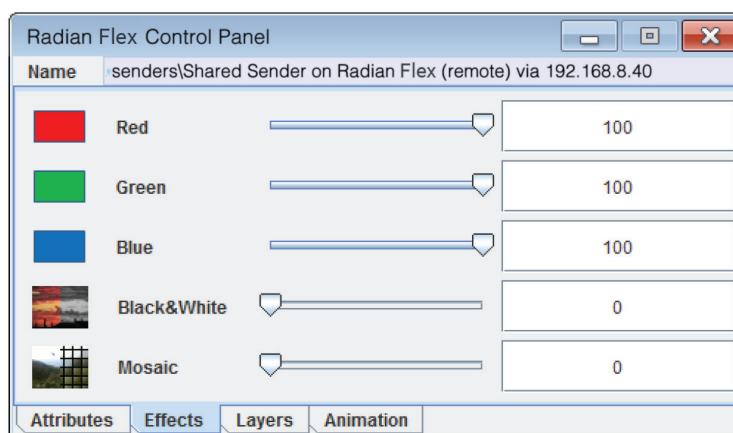 Radian Flex Control Panel
Name senders\Shared Sender on Radian Flex (remote) via 192.168.8.40
Red 100
Green 100
Blue 100
Black&White 0
Mosaic 0
Attributes Effects Layers Animation